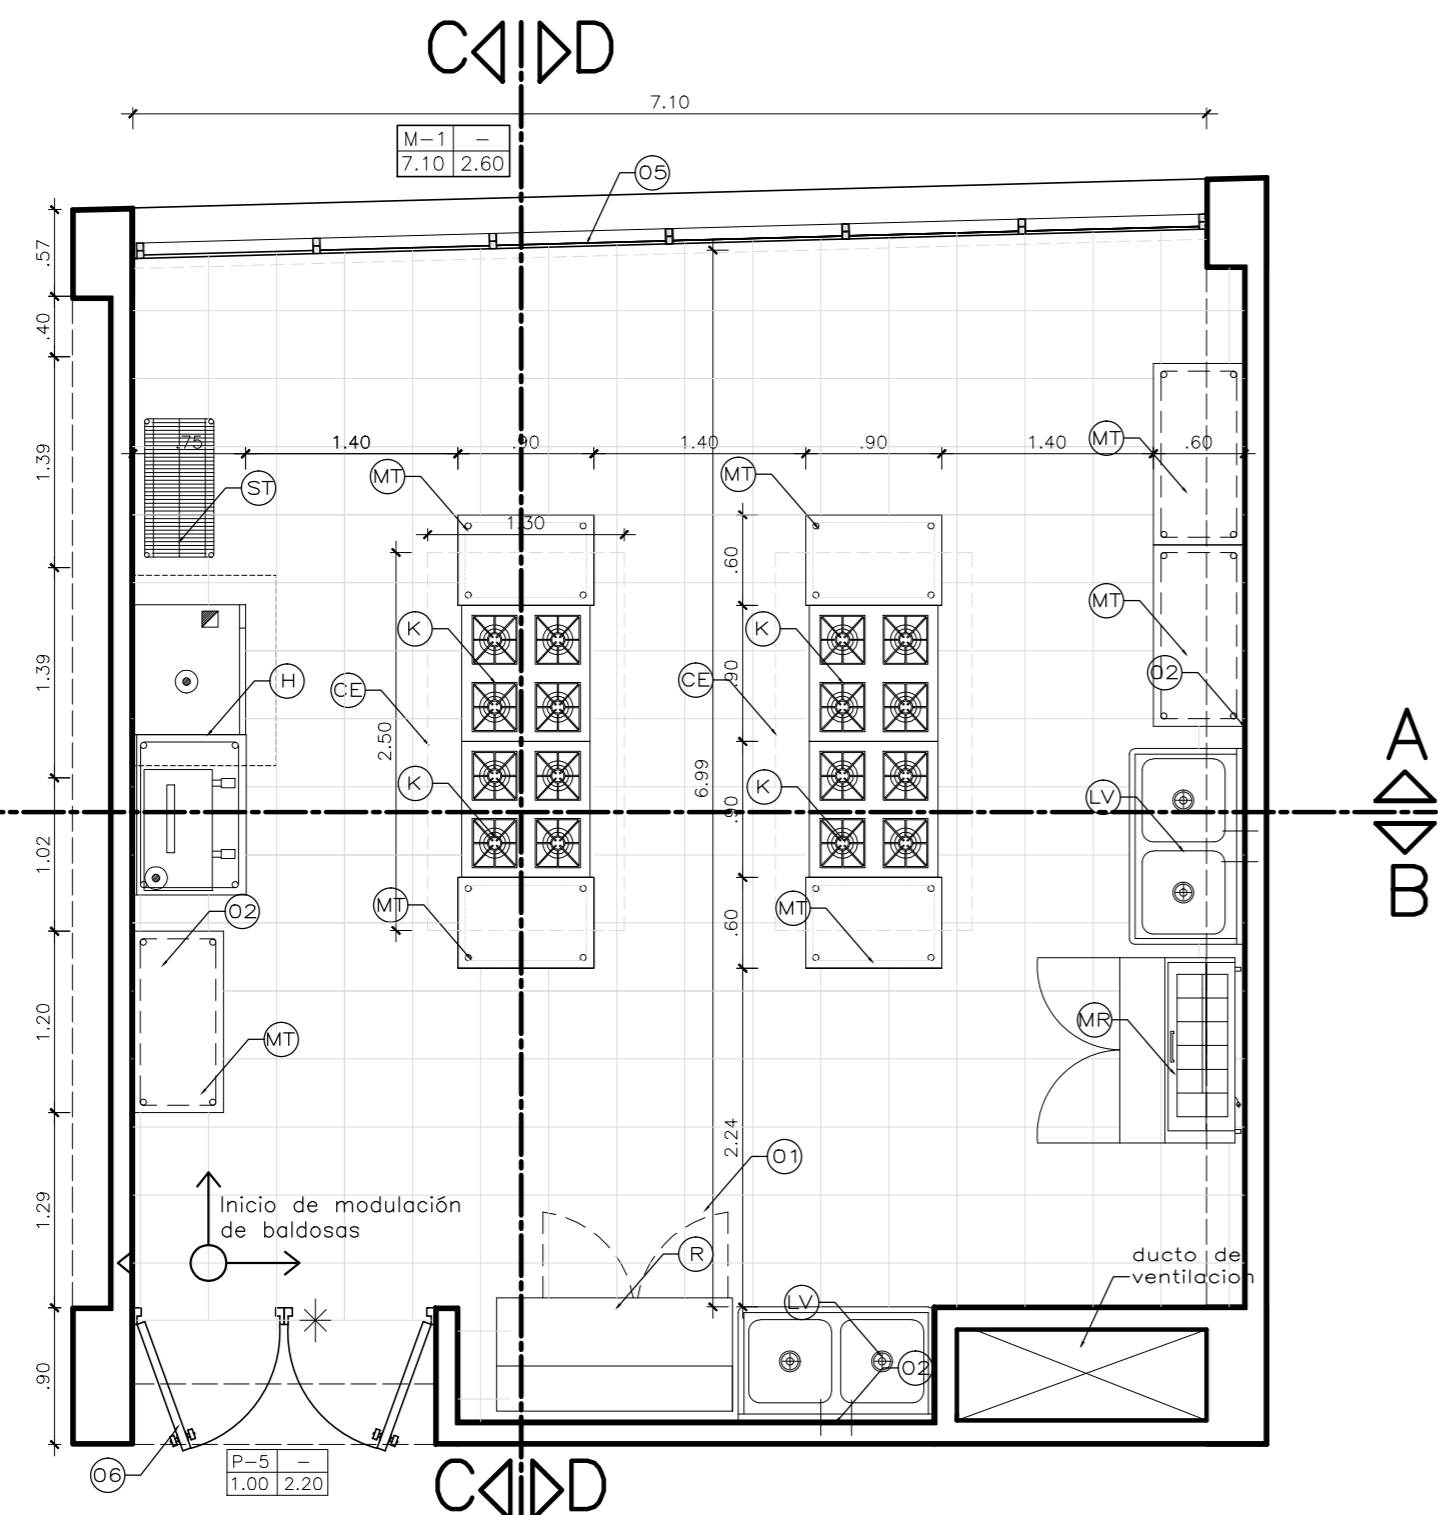 C D
7.10
M-1 -
7.10 2.60
05
.57
.40
1.39
1.39
1.02
1.20
1.29
.90
.75 1.40 .90 1.40 .90 1.40 .60
MT
ST
MT
MT
1.30
.60
MT
K
K
02
H
CE
CE
.90
2.50
6.99
A
K
K
LV
.90
B
02
MT
MT
.60
MT
MR
2.24
01
Inicio de modulación
de baldosas
R
ducto de
ventilacion
LV
02
06
P-5 -
1.00 2.20
C D